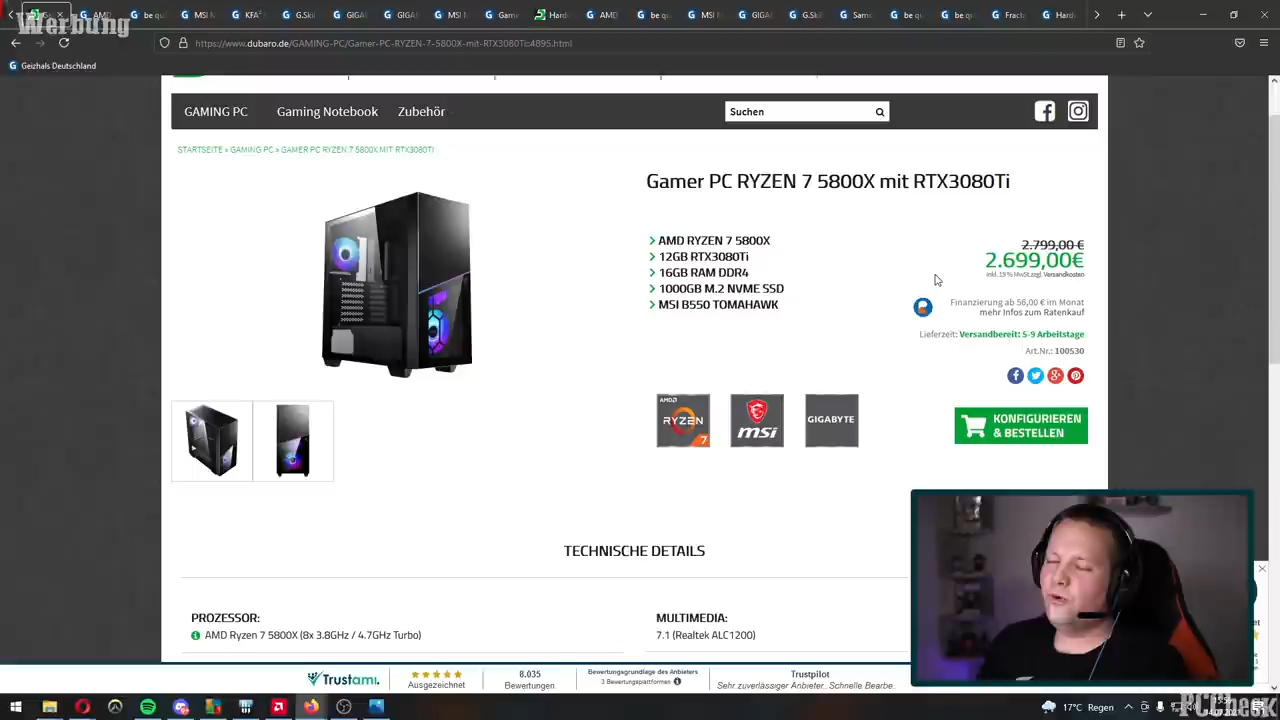 Werbung
KFA²
Hardw
https://www.dubaro.de/GAMING-PC/Gamer-PC-RYZEN-7-5800X-mit-RTX3080Ti:4895.html
Geizhals Deutschland
GAMING PC
Gaming Notebook
Zubehör
Suchen
STARTSEITE » GAMING PC » GAMER PC RYZEN 7 5800X MIT RTX3080TI
Gamer PC RYZEN 7 5800X mit RTX3080Ti
AMD RYZEN 7 5800X
12GB RTX3080Ti
16GB RAM DDR4
1000GB M.2 NVME SSD
MSI B550 TOMAHAWK
2.799,00 €
2.699,00€
inkl. 19 % MwSt.zzgl. Versandkosten
Finanzierung ab 56,00 € im Monat
mehr Infos zum Ratenkauf
Lieferzeit: Versandbereit: 5-9 Arbeitstage
Art.Nr.: 100530
AMD
RYZEN
7
msi
GIGABYTE
KONFIGURIEREN
& BESTELLEN
TECHNISCHE DETAILS
PROZESSOR:
AMD Ryzen 7 5800X (8x 3.8GHz / 4.7GHz Turbo)
MULTIMEDIA:
7.1 (Realtek ALC1200)
Trustami.
Ausgezeichnet
8.035
Bewertungen
Bewertungsgrundlage des Anbieters
3 Bewertungsplattformen
Trustpilot
Sehr zuverlässiger Anbieter. Schnelle Bearbe.
17°C Regen
PCCheck